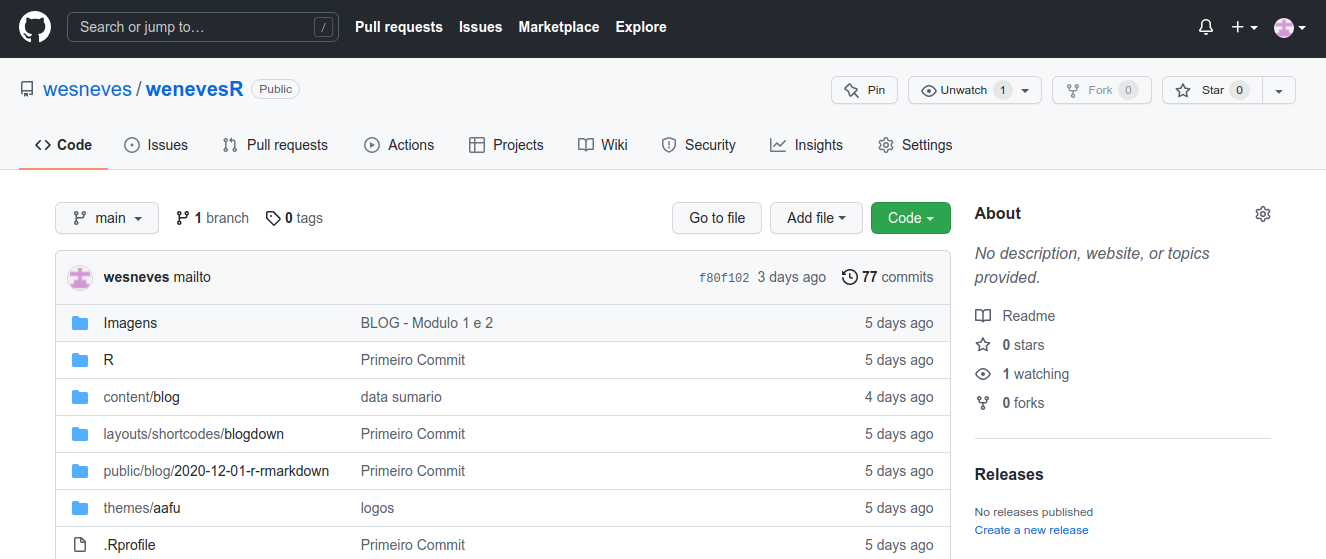 Search or jump to… /
Pull requests Issues Marketplace Explore
wesneves / wenevesR Public
Pin Unwatch 1 Fork 0 Star 0
Code Issues Pull requests Actions Projects Wiki Security Insights Settings
main 1 branch 0 tags Go to file Add file Code
wesneves mailto f80f102 3 days ago 77 commits
Imagens BLOG - Modulo 1 e 2 5 days ago
R Primeiro Commit 5 days ago
content/blog data sumario 4 days ago
layouts/shortcodes/blogdown Primeiro Commit 5 days ago
public/blog/2020-12-01-r-rmarkdown Primeiro Commit 5 days ago
themes/aafu logos 5 days ago
.Rprofile Primeiro Commit 5 days ago
About
No description, website, or topics
provided.
Readme
0 stars
1 watching
0 forks
Releases
No releases published
Create a new release